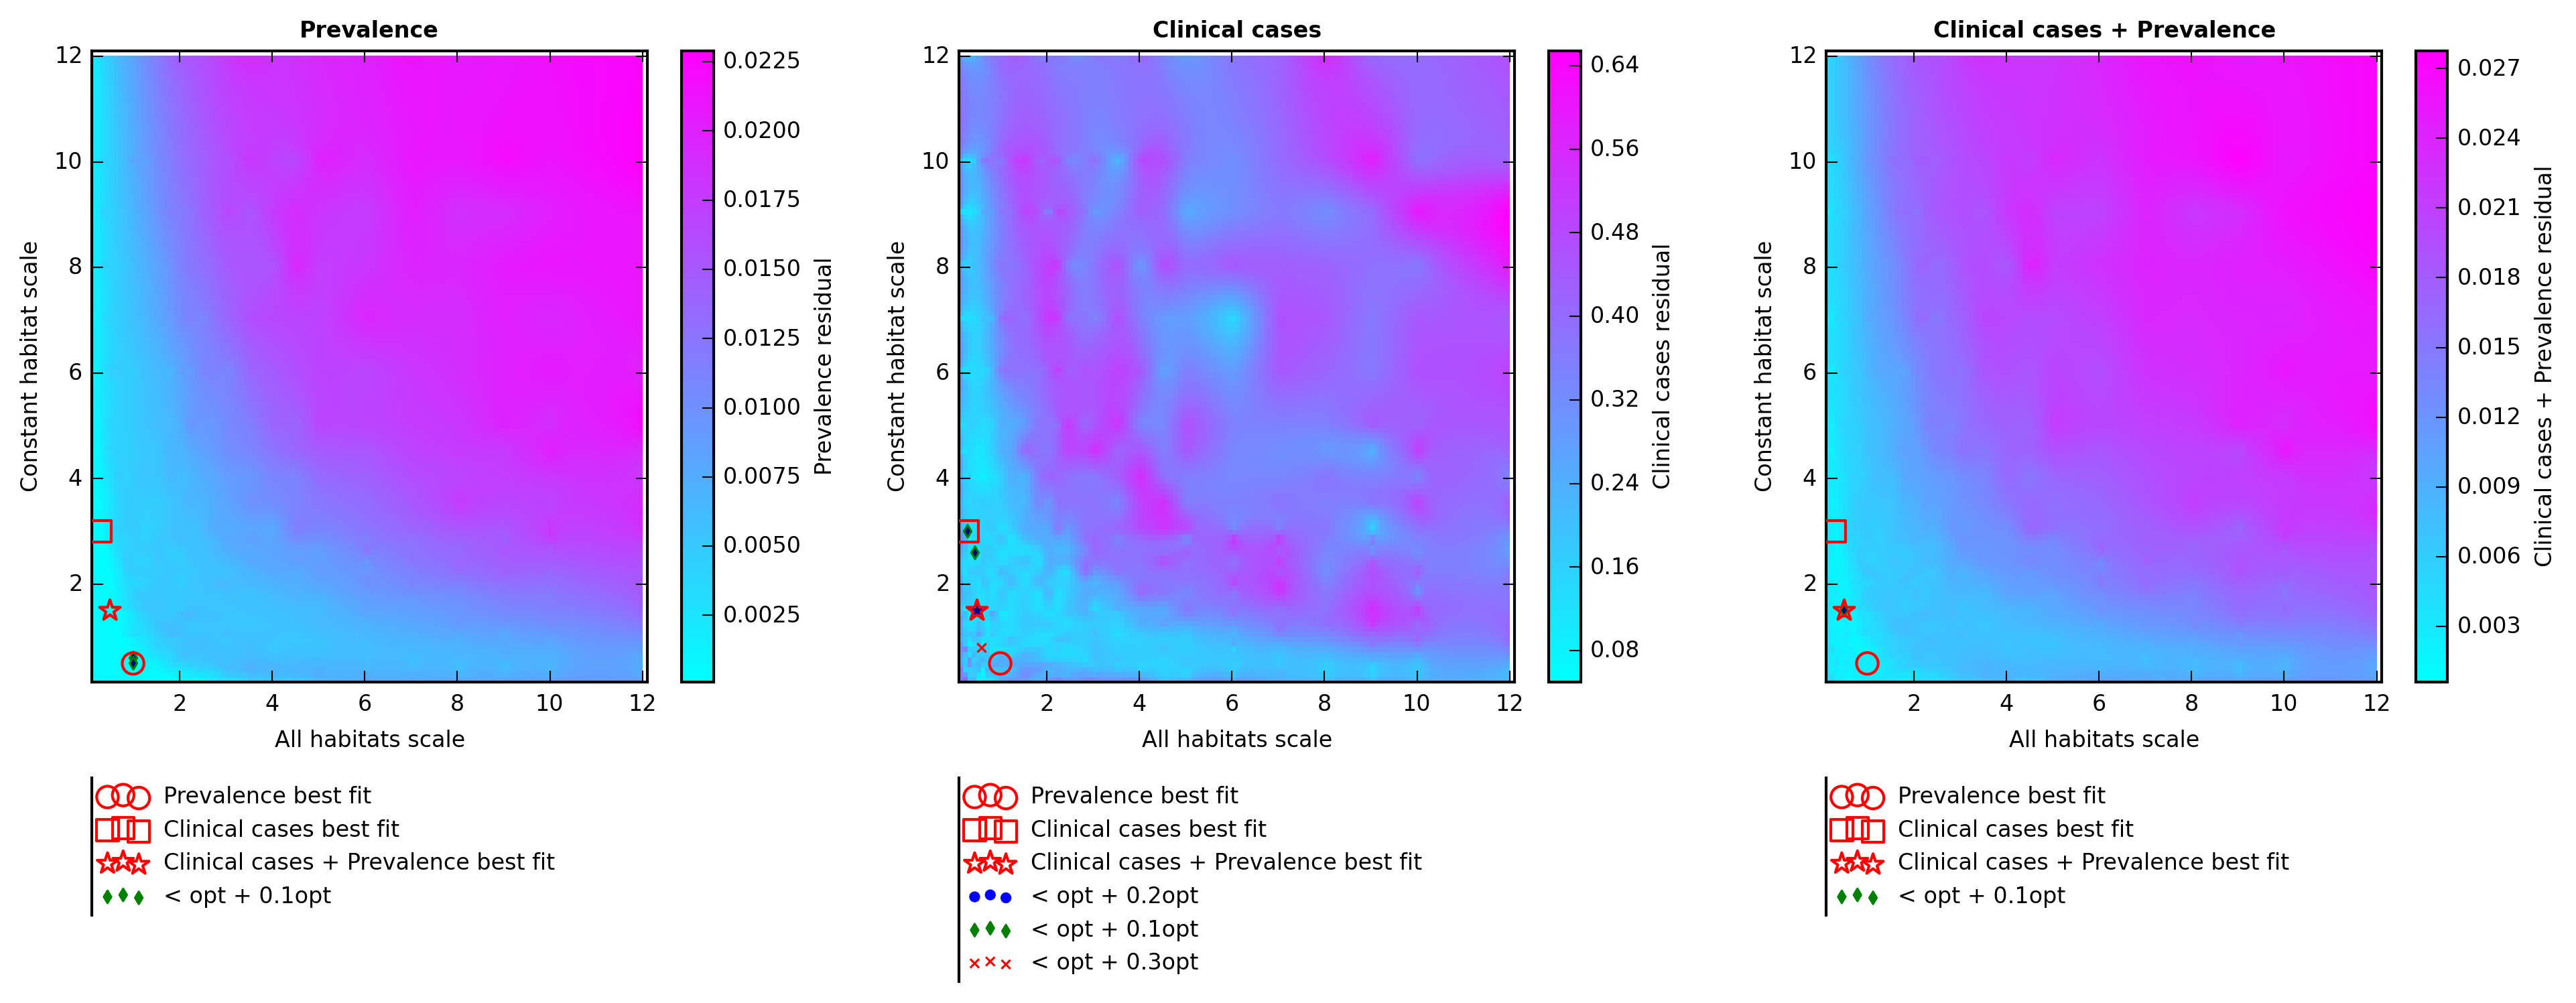 Prevalence
12
10
8
6
4
2
Constant habitat scale
2 4 6 8 10 12
All habitats scale
0.0225
0.0200
0.0175
0.0150
0.0125
0.0100
0.0075
0.0050
0.0025
Prevalence residual
Prevalence best fit
Clinical cases best fit
Clinical cases + Prevalence best fit
< opt + 0.1opt
Clinical cases
12
10
8
6
4
2
Constant habitat scale
2 4 6 8 10 12
All habitats scale
0.64
0.56
0.48
0.40
0.32
0.24
0.16
0.08
Clinical cases residual
Prevalence best fit
Clinical cases best fit
Clinical cases + Prevalence best fit
< opt + 0.2opt
< opt + 0.1opt
< opt + 0.3opt
Clinical cases + Prevalence
12
10
8
6
4
2
Constant habitat scale
2 4 6 8 10 12
All habitats scale
0.027
0.024
0.021
0.018
0.015
0.012
0.009
0.006
0.003
Clinical cases + Prevalence residual
Prevalence best fit
Clinical cases best fit
Clinical cases + Prevalence best fit
< opt + 0.1opt